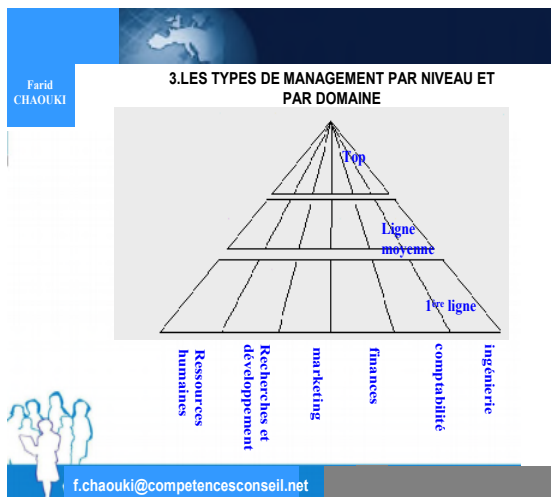 Farid
CHAOUKI
3.LES TYPES DE MANAGEMENT PAR NIVEAU ET
PAR DOMAINE
Top
Ligne
moyenne
1ère ligne
Ressources
humaines
Recherches et
développement
marketing
finances
comptabilité
ingénierie
f.chaouki@competencesconseil.net